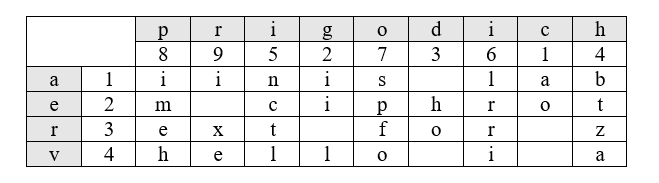 p r i g o d i c h
8 9 5 2 7 3 6 1 4
a 1 i i n i s l a b
e 2 m c i p h r o t
r 3 e x t f o r z
v 4 h e l l o i a